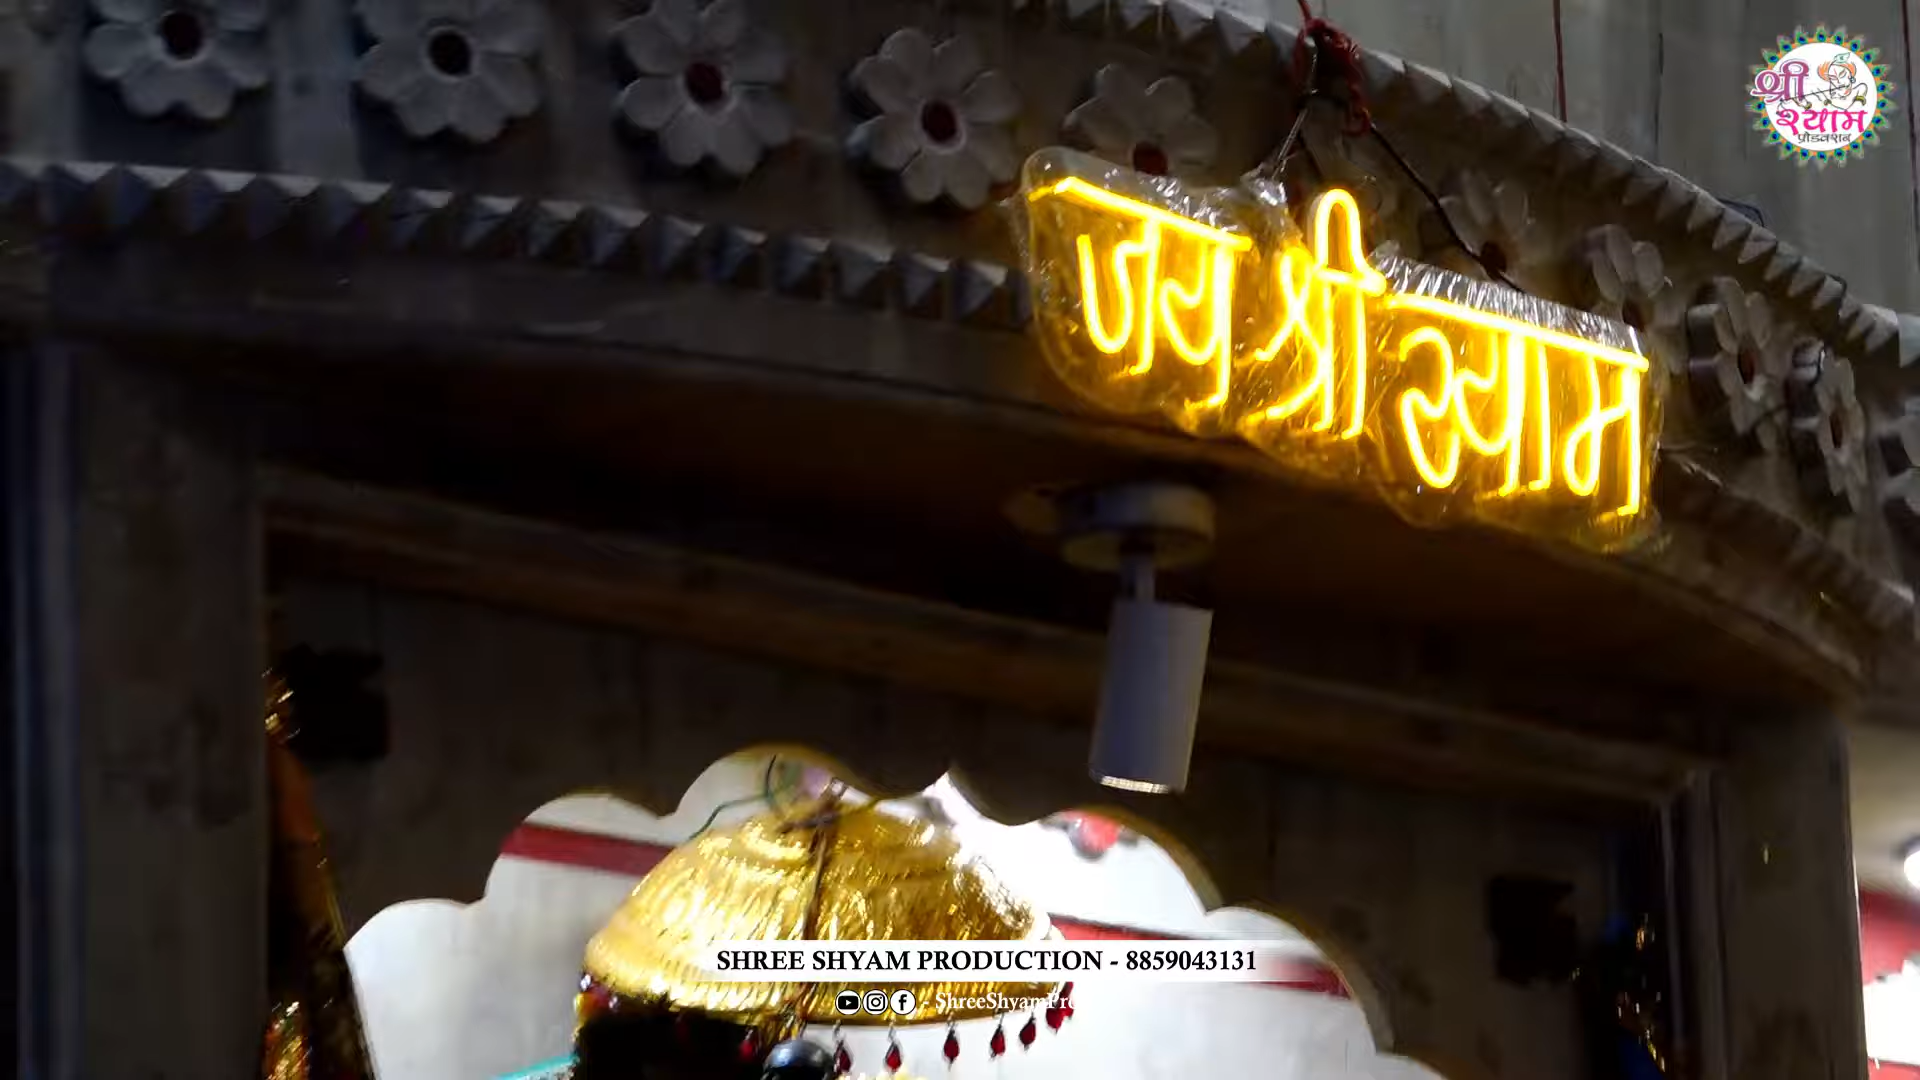 श्री
श्याम
प्रोडक्शन
जय श्री श्याम
SHREE SHYAM PRODUCTION - 8859043131
- ShreeShyamPro